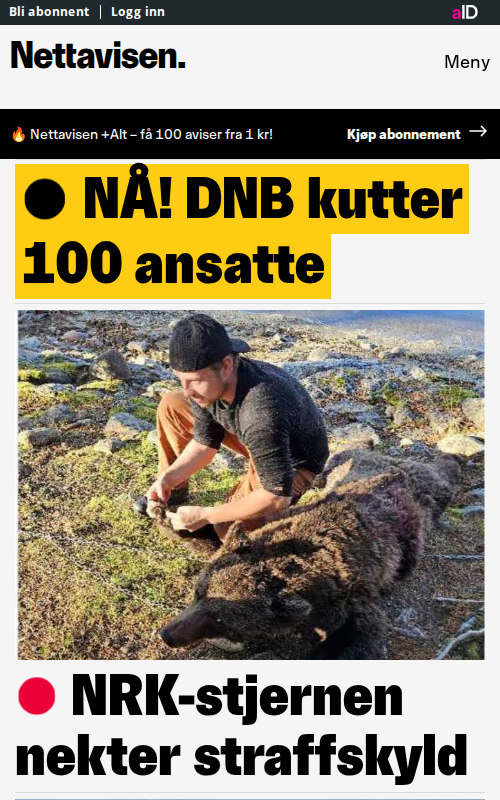 Bli abonnent | Logg inn
aID
Nettavisen.
Meny
🔥 Nettavisen +Alt – få 100 aviser fra 1 kr!
Kjøp abonnement →
NÅ! DNB kutter
100 ansatte
NRK-stjernen
nekter straffskyld